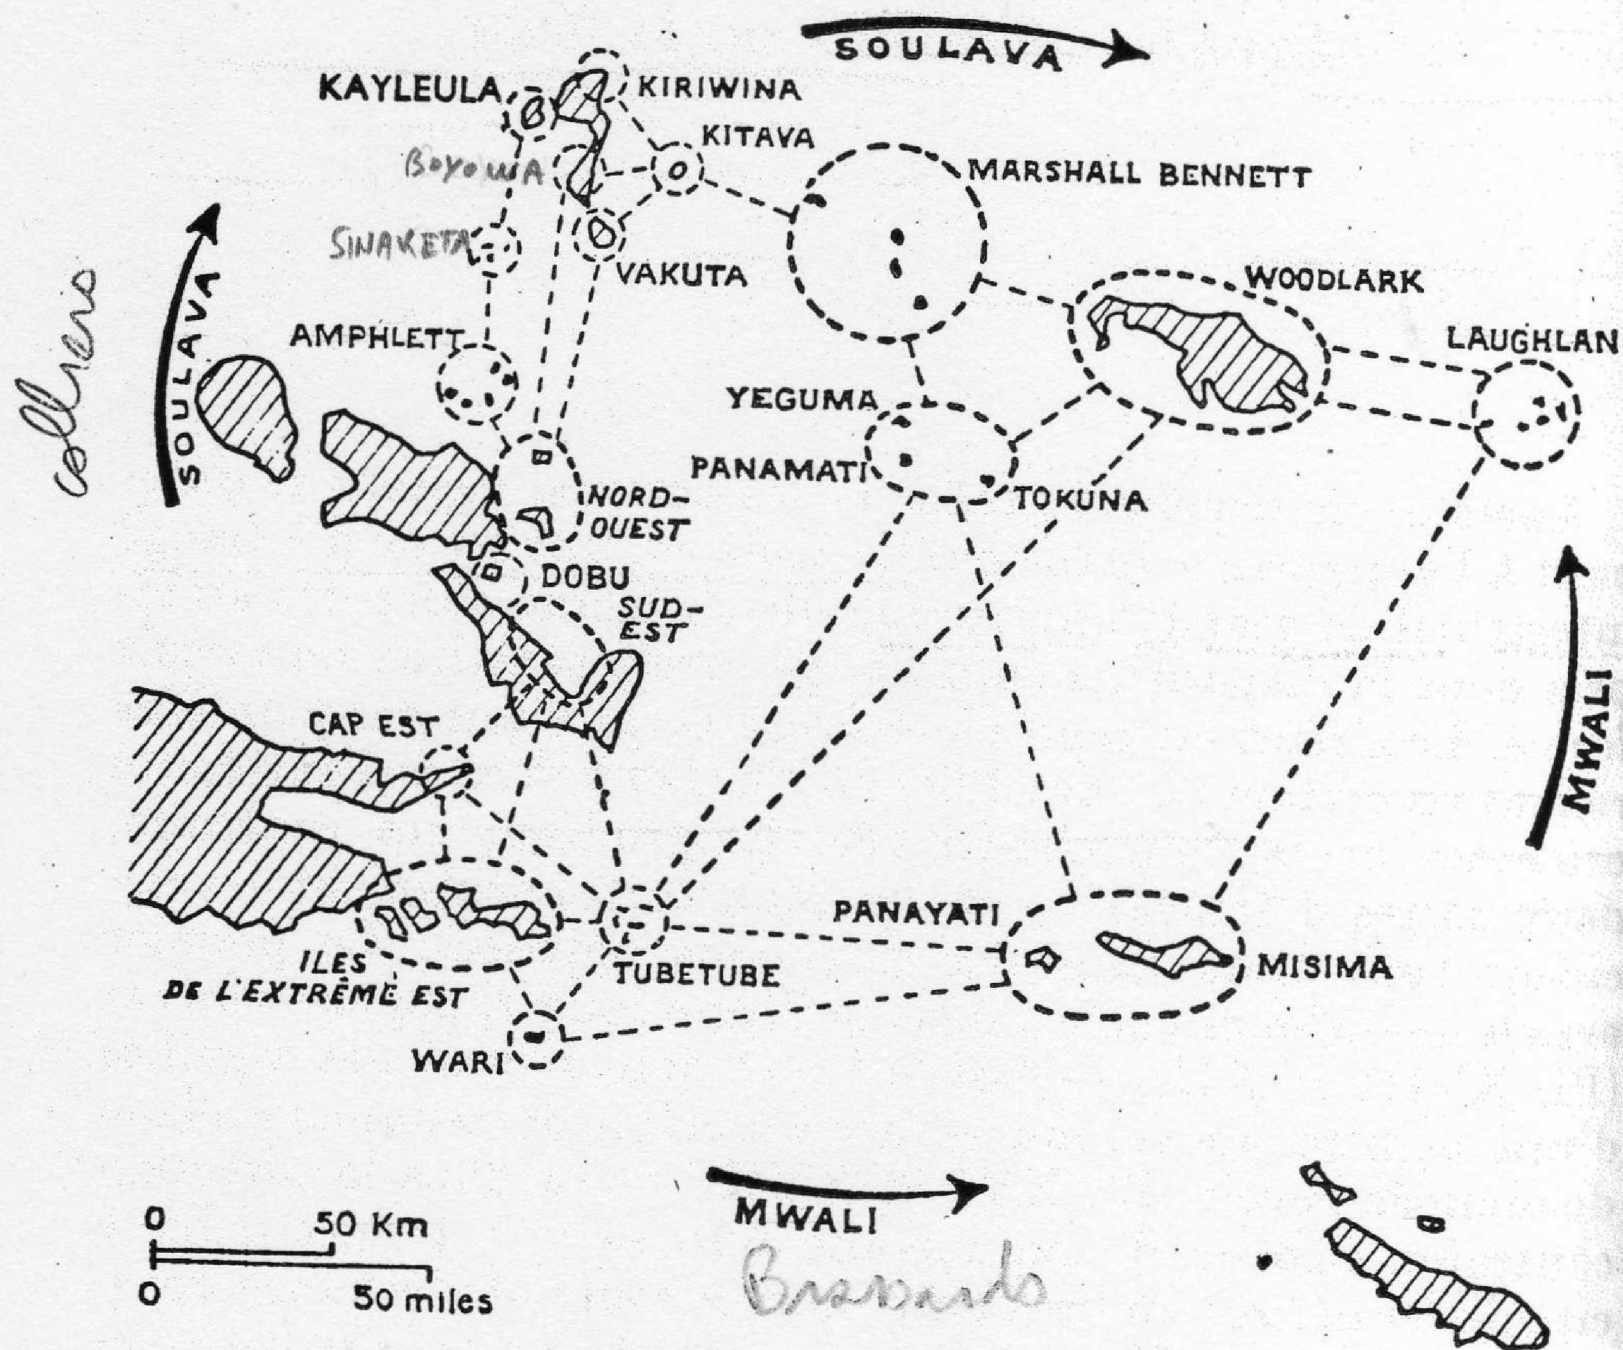 SOULAVA
KAYLEULA
KIRIWINA
KITAVA
BOYOWA
MARSHALL BENNETT
SINAKETA
VAKUTA
WOODLARK
colliers
SOULAVA
AMPHLETT
LAUGHLAN
YEGUMA
PANAMATI
TOKUNA
NORD-
OUEST
DOBU
SUD-
EST
CAP EST
MWALI
PANAYATI
MISIMA
ILES
DE L'EXTRÊME EST
TUBETUBE
WARI
MWALI
Brassards
0 50 Km
0 50 miles